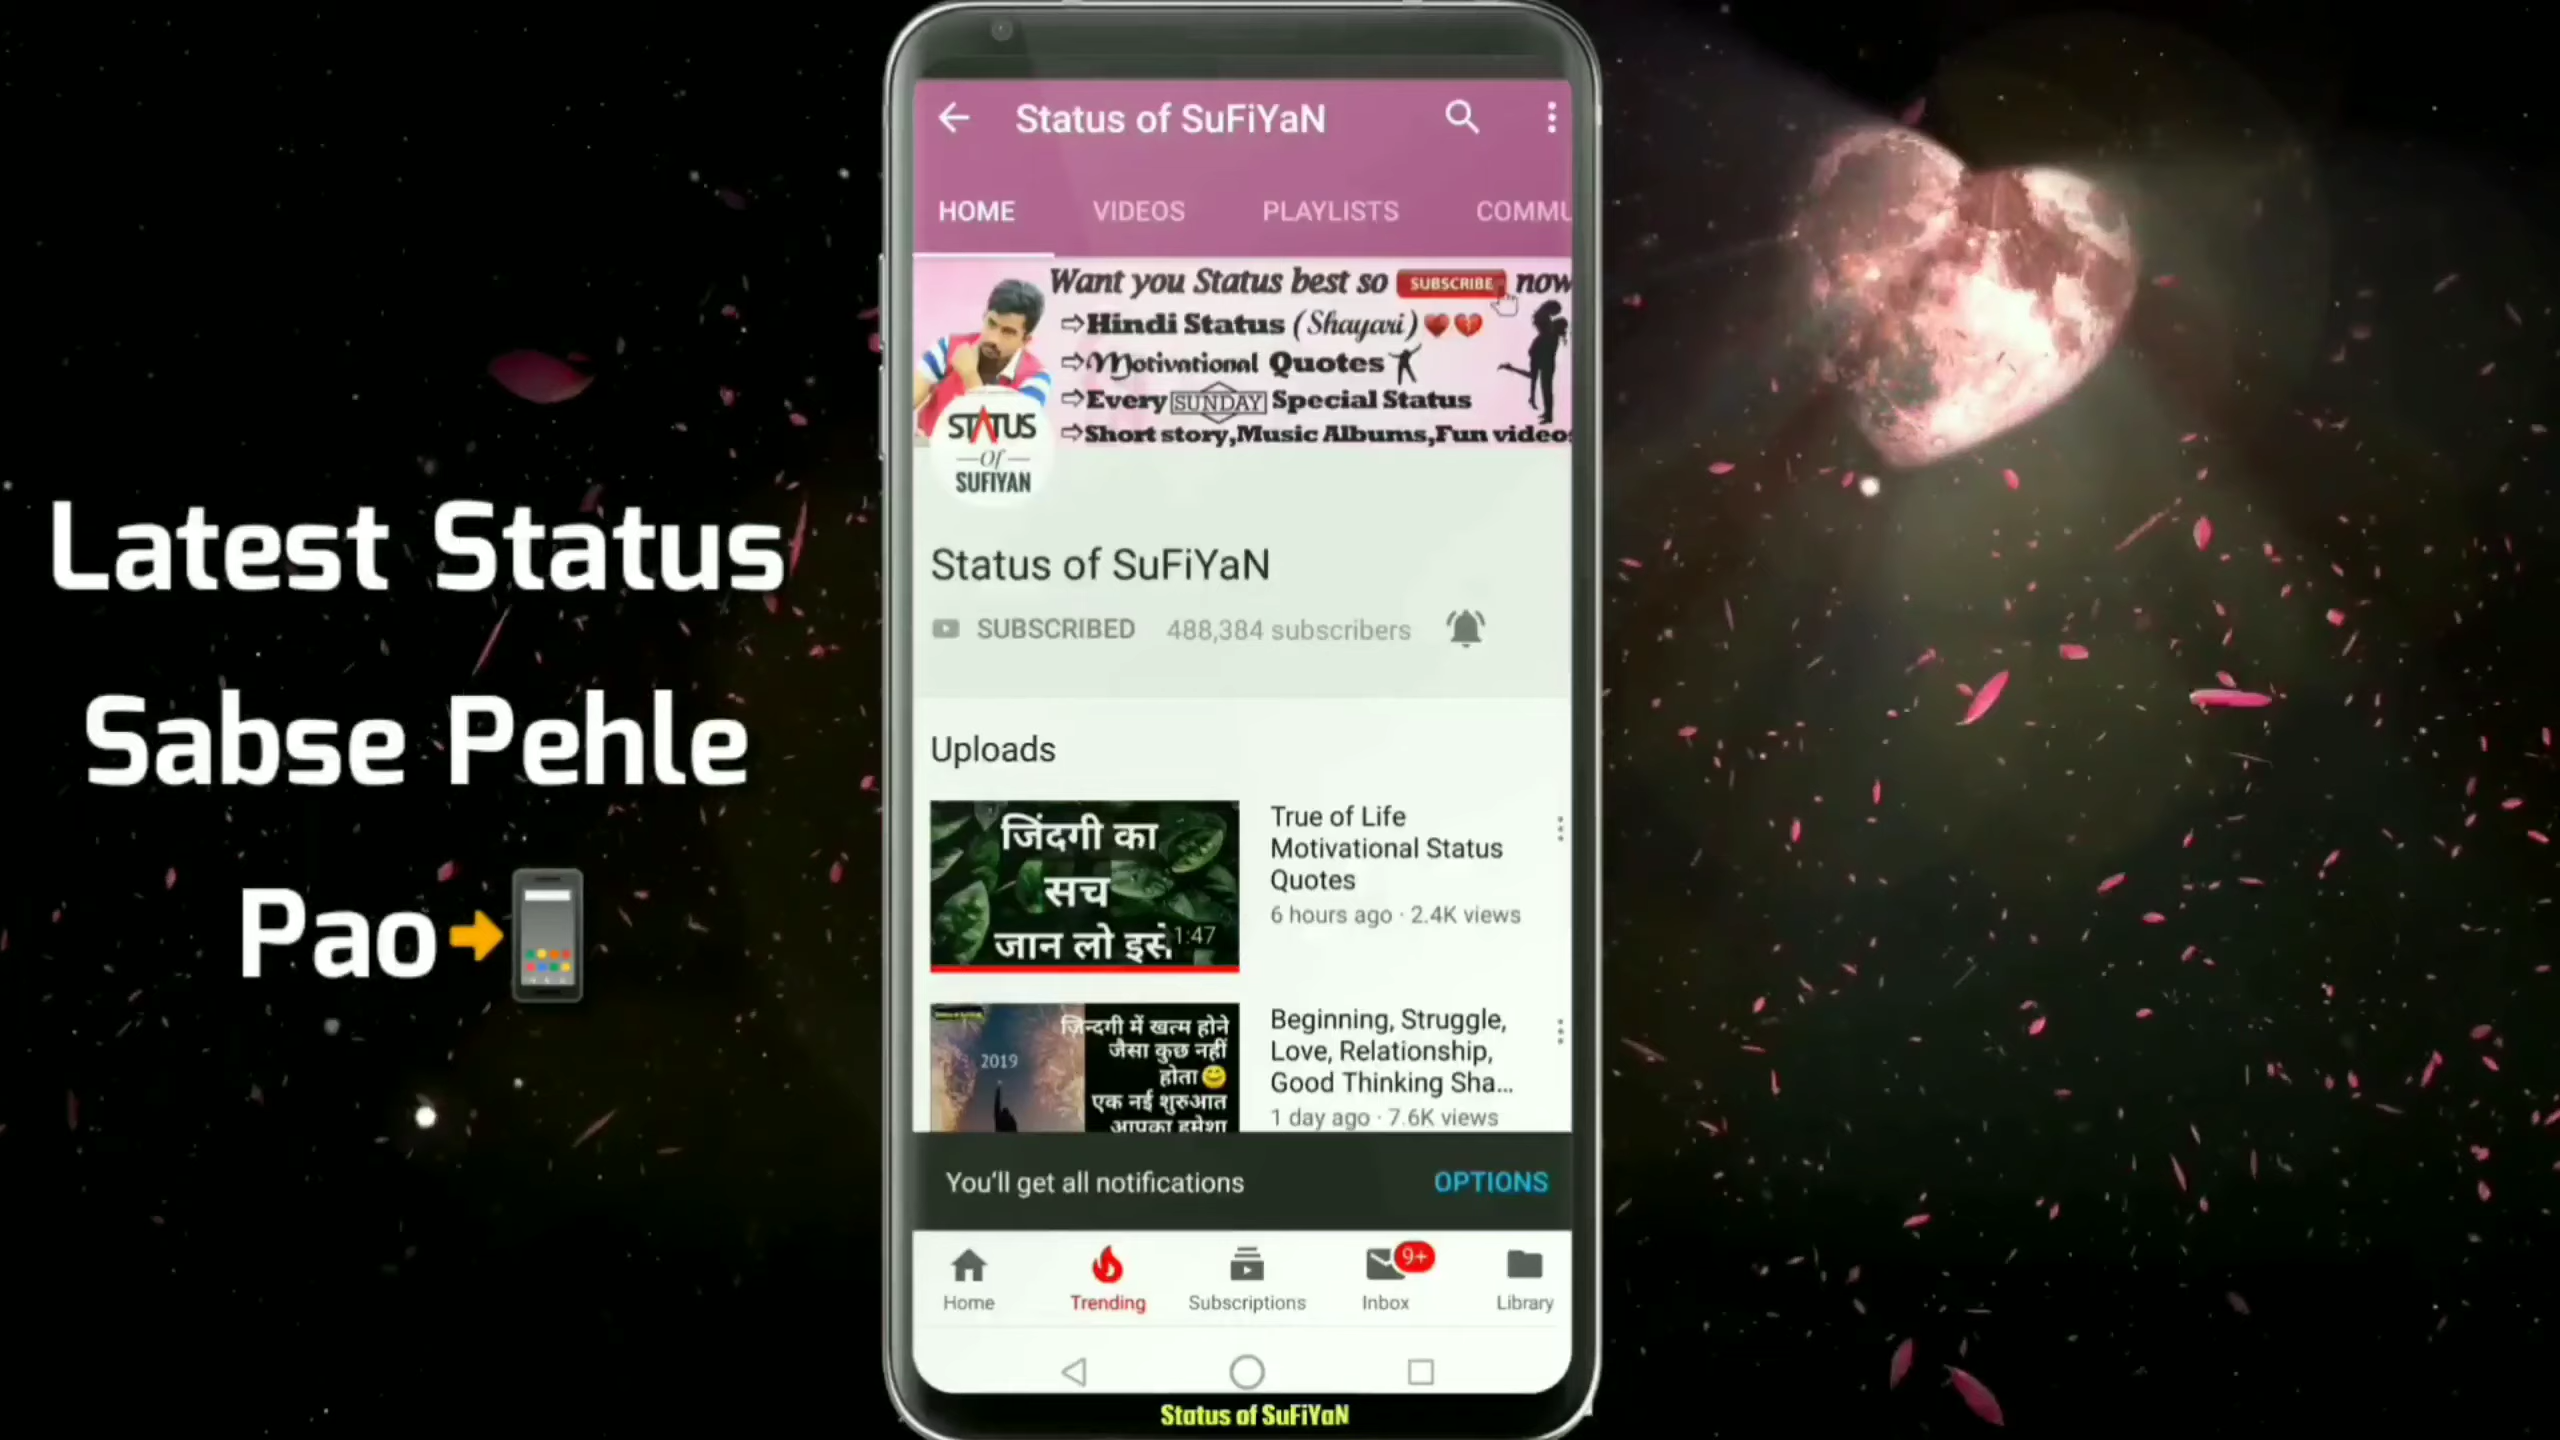 Latest Status
Sabse Pehle
Pao
Status of SuFiYaN
HOME VIDEOS PLAYLISTS COMMU
Want you Status best so SUBSCRIBE now
⇨Hindi Status (Shayari)
⇨Motivational Quotes
⇨Every SUNDAY Special Status
⇨Short story,Music Albums,Fun videos
STATUS
Of
SUFIYAN
Status of SuFiYaN
SUBSCRIBED 488,384 subscribers
Uploads
जिंदगी का
सच
जान लो इसे
1:47
True of Life
Motivational Status
Quotes
6 hours ago · 2.4K views
2019
ज़िन्दगी में खत्म होने
जैसा कुछ नहीं
होता
एक नई शुरुआत
आपका हमेशा
Beginning, Struggle,
Love, Relationship,
Good Thinking Sha...
1 day ago · 7.6K views
You'll get all notifications OPTIONS
9+
Home Trending Subscriptions Inbox Library
Status of SuFiYaN